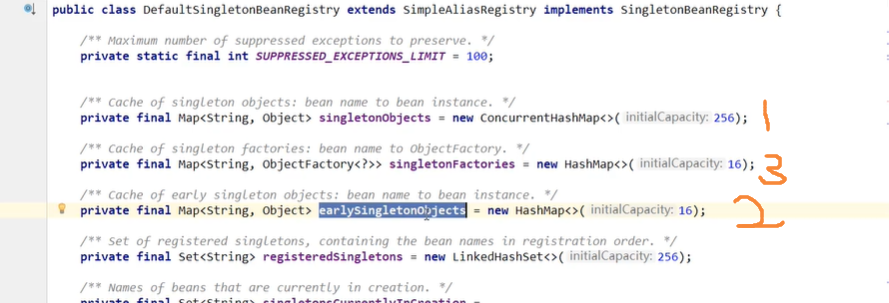 public class DefaultSingletonBeanRegistry extends SimpleAliasRegistry implements SingletonBeanRegistry {
/** Maximum number of suppressed exceptions to preserve. */
private static final int SUPPRESSED_EXCEPTIONS_LIMIT = 100;
/** Cache of singleton objects: bean name to bean instance. */
private final Map<String, Object> singletonObjects = new ConcurrentHashMap<>( initialCapacity: 256); 1
/** Cache of singleton factories: bean name to ObjectFactory. */
private final Map<String, ObjectFactory<?>> singletonFactories = new HashMap<>( initialCapacity: 16); 3
/** Cache of early singleton objects: bean name to bean instance. */
private final Map<String, Object> earlySingletonObjects = new HashMap<>( initialCapacity: 16); 2
/** Set of registered singletons, containing the bean names in registration order. */
private final Set<String> registeredSingletons = new LinkedHashSet<>( initialCapacity: 256);
/** Names of beans that are currently in creation. */
private final Set<String> singletonsCurrentlyInCreation =